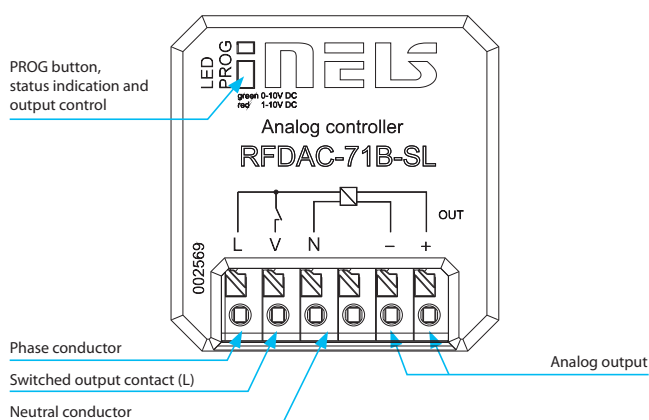 PROG button,
status indication and
output control
LED
PROG
NELS
green 0-10V DC
red 1-10V DC
Analog controller
RFDAC-71B-SL
OUT
L V N – +
002569
Phase conductor
Switched output contact (L)
Neutral conductor
Analog output